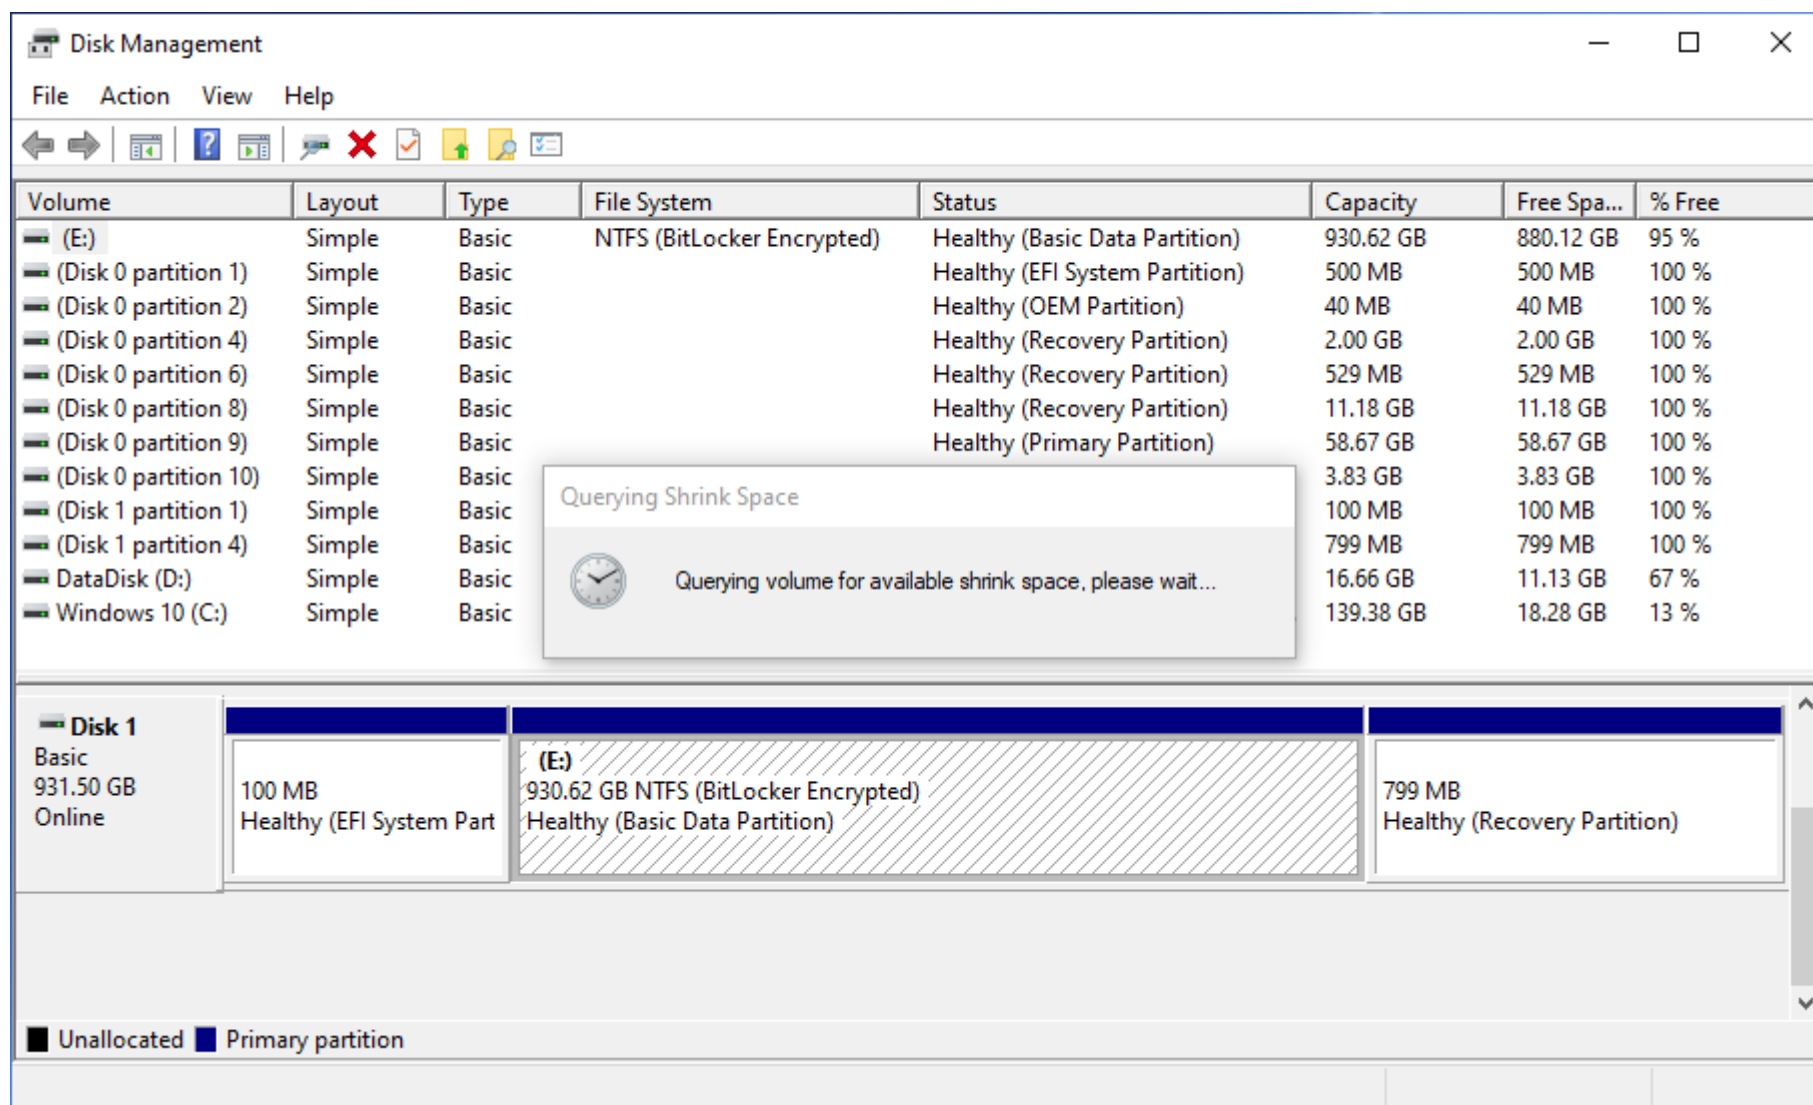 Disk Management
File Action View Help
Volume Layout Type File System Status Capacity Free Spa... % Free
(E:) Simple Basic NTFS (BitLocker Encrypted) Healthy (Basic Data Partition) 930.62 GB 880.12 GB 95 %
(Disk 0 partition 1) Simple Basic Healthy (EFI System Partition) 500 MB 500 MB 100 %
(Disk 0 partition 2) Simple Basic Healthy (OEM Partition) 40 MB 40 MB 100 %
(Disk 0 partition 4) Simple Basic Healthy (Recovery Partition) 2.00 GB 2.00 GB 100 %
(Disk 0 partition 6) Simple Basic Healthy (Recovery Partition) 529 MB 529 MB 100 %
(Disk 0 partition 8) Simple Basic Healthy (Recovery Partition) 11.18 GB 11.18 GB 100 %
(Disk 0 partition 9) Simple Basic Healthy (Primary Partition) 58.67 GB 58.67 GB 100 %
(Disk 0 partition 10) Simple Basic 3.83 GB 3.83 GB 100 %
(Disk 1 partition 1) Simple Basic 100 MB 100 MB 100 %
(Disk 1 partition 4) Simple Basic 799 MB 799 MB 100 %
DataDisk (D:) Simple Basic 16.66 GB 11.13 GB 67 %
Windows 10 (C:) Simple Basic 139.38 GB 18.28 GB 13 %
Querying Shrink Space
Querying volume for available shrink space, please wait...
Disk 1
Basic
931.50 GB
Online
100 MB
Healthy (EFI System Part
(E:)
930.62 GB NTFS (BitLocker Encrypted)
Healthy (Basic Data Partition)
799 MB
Healthy (Recovery Partition)
Unallocated Primary partition